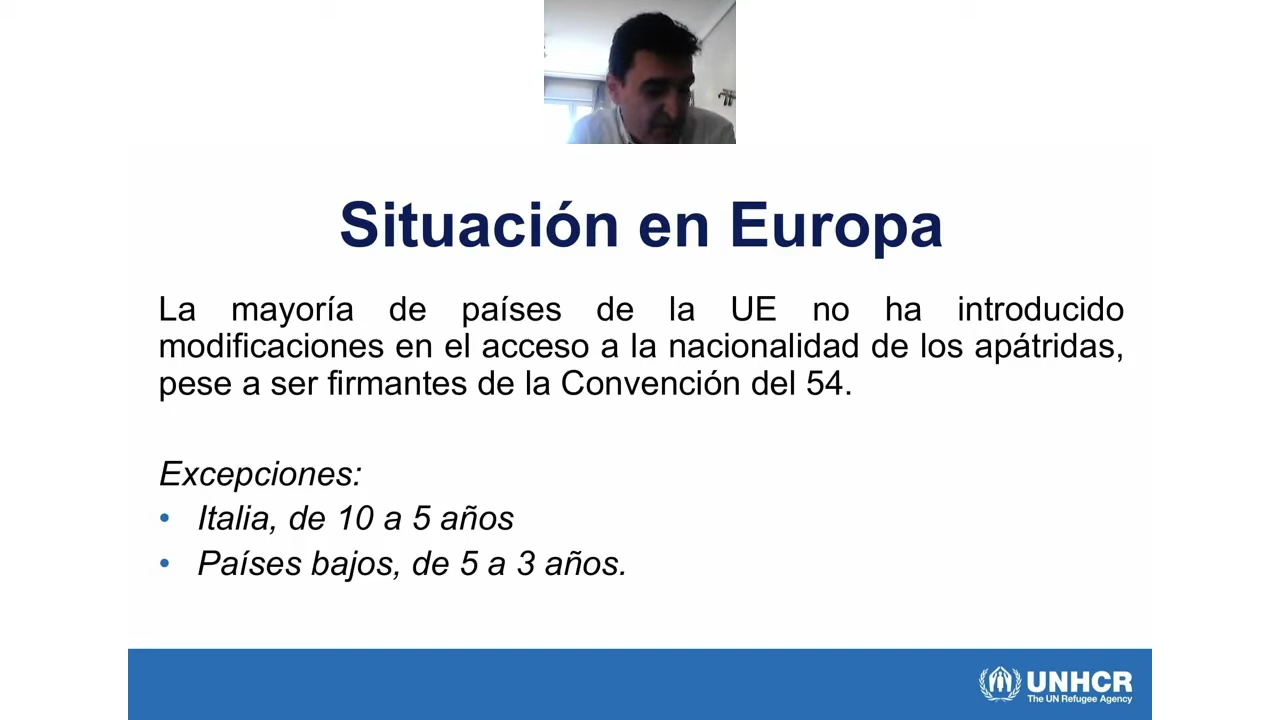 Situación en Europa
La mayoría de países de la UE no ha introducido
modificaciones en el acceso a la nacionalidad de los apátridas,
pese a ser firmantes de la Convención del 54.
Excepciones:
• Italia, de 10 a 5 años
• Países bajos, de 5 a 3 años.
UNHCR
The UN Refugee Agency